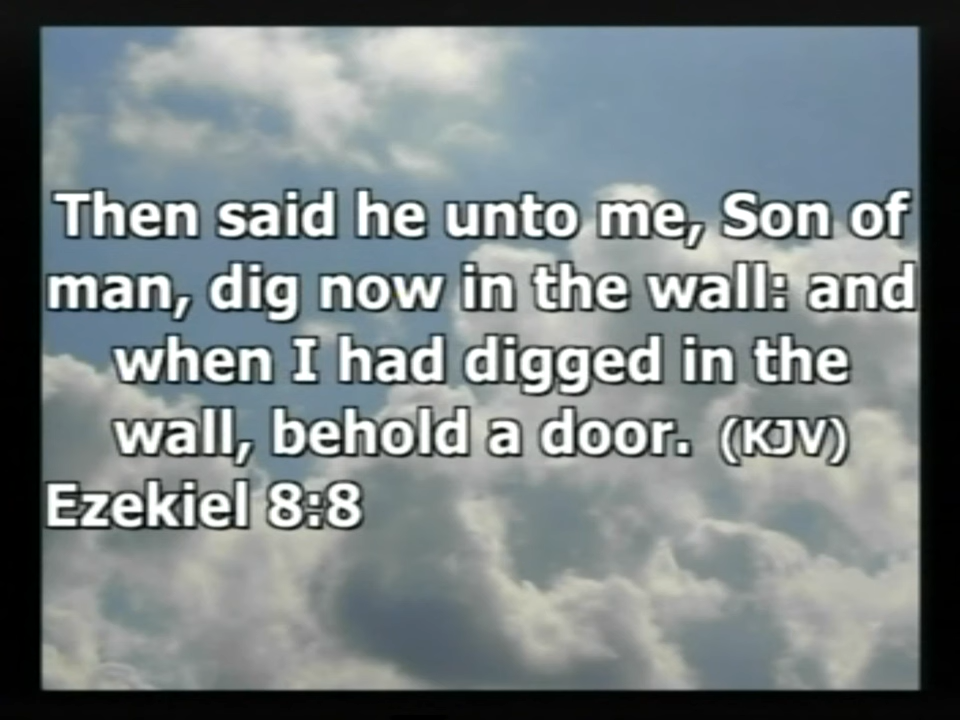 Then said he unto me, Son of
man, dig now in the wall: and
when I had digged in the
wall, behold a door. (KJV)
Ezekiel 8:8